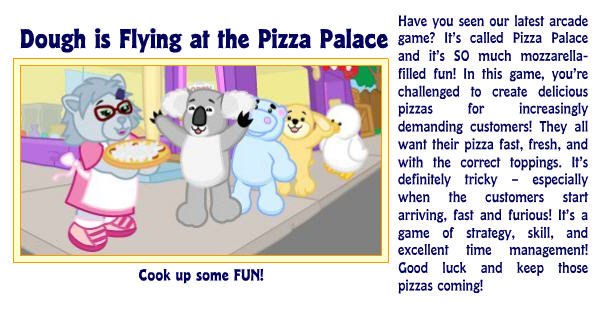 Dough is Flying at the Pizza Palace
Cook up some FUN!
Have you seen our latest arcade
game? It's called Pizza Palace
and it's SO much mozzarella-
filled fun! In this game, you're
challenged to create delicious
pizzas for increasingly
demanding customers! They all
want their pizza fast, fresh, and
with the correct toppings. It's
definitely tricky – especially
when the customers start
arriving, fast and furious! It's a
game of strategy, skill, and
excellent time management!
Good luck and keep those
pizzas coming!